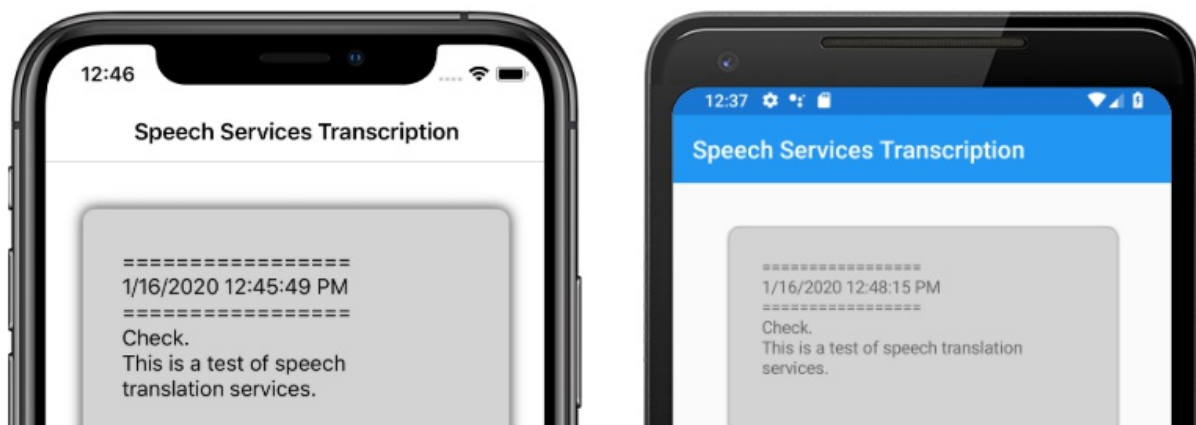 12:46
Speech Services Transcription
=================
1/16/2020 12:45:49 PM
=================
Check.
This is a test of speech
translation services.
12:37
Speech Services Transcription
=================
1/16/2020 12:48:15 PM
=================
Check.
This is a test of speech translation
services.